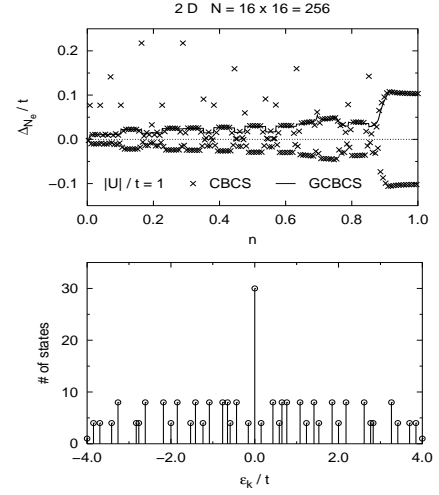 2 D N = 16 x 16 = 256
0.2
0.1
0.0
−0.1
Δ_{N_e} / t
|U| / t = 1 × CBCS — GCBCS
0.0 0.2 0.4 0.6 0.8 1.0
n
30
20
10
0
# of states
−4.0 −2.0 0.0 2.0 4.0
ε_k / t